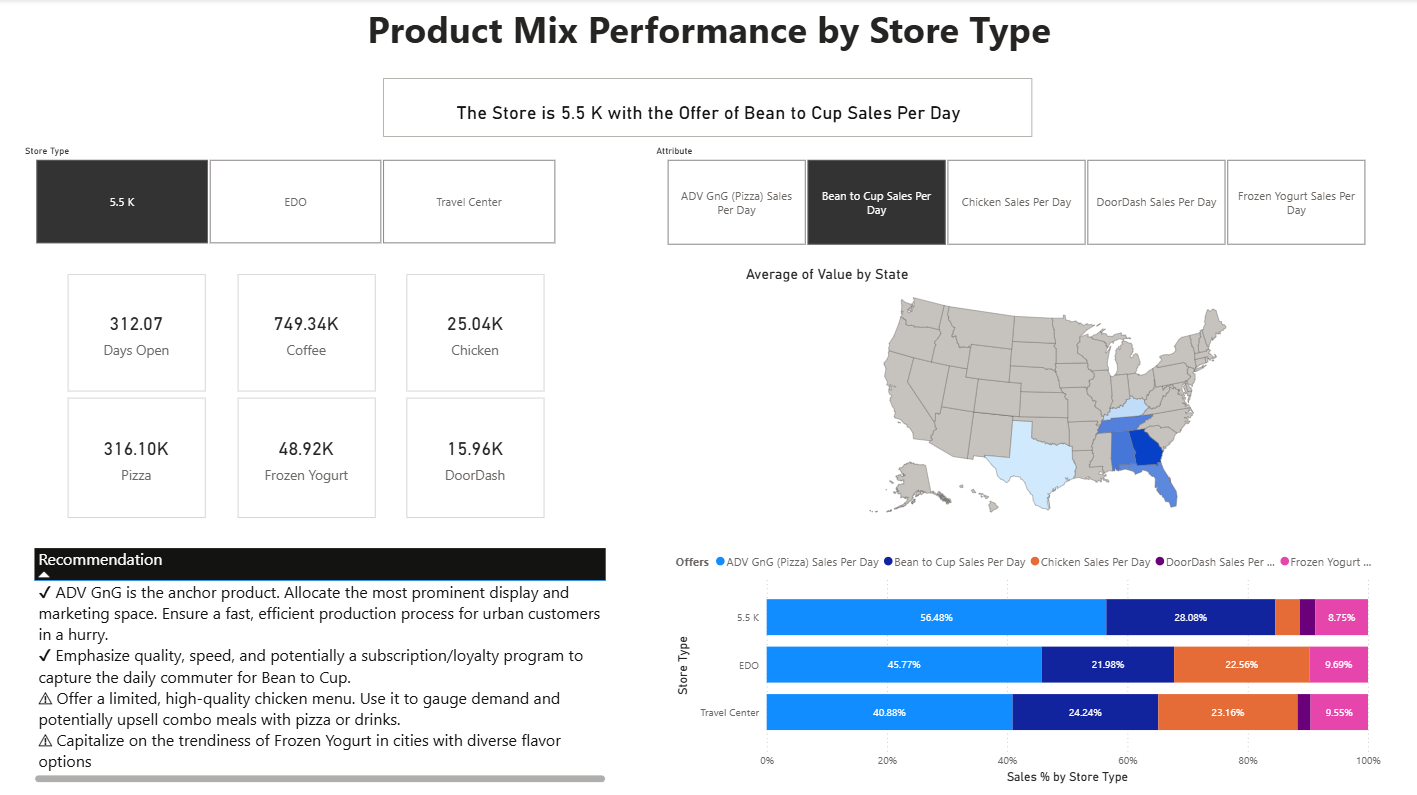 Product Mix Performance by Store Type
The Store is 5.5 K with the Offer of Bean to Cup Sales Per Day
Store Type
5.5 K
EDO
Travel Center
Attribute
ADV GnG (Pizza) Sales
Per Day
Bean to Cup Sales Per
Day
Chicken Sales Per Day
DoorDash Sales Per Day
Frozen Yogurt Sales Per
Day
312.07
Days Open
749.34K
Coffee
25.04K
Chicken
316.10K
Pizza
48.92K
Frozen Yogurt
15.96K
DoorDash
Average of Value by State
Recommendation
✔ ADV GnG is the anchor product. Allocate the most prominent display and
marketing space. Ensure a fast, efficient production process for urban customers
in a hurry.
✔ Emphasize quality, speed, and potentially a subscription/loyalty program to
capture the daily commuter for Bean to Cup.
⚠ Offer a limited, high-quality chicken menu. Use it to gauge demand and
potentially upsell combo meals with pizza or drinks.
⚠ Capitalize on the trendiness of Frozen Yogurt in cities with diverse flavor
options
Offers ADV GnG (Pizza) Sales Per Day Bean to Cup Sales Per Day Chicken Sales Per Day DoorDash Sales Per ... Frozen Yogurt ...
Store Type
5.5 K 56.48% 28.08% 8.75%
EDO 45.77% 21.98% 22.56% 9.69%
Travel Center 40.88% 24.24% 23.16% 9.55%
0% 20% 40% 60% 80% 100%
Sales % by Store Type